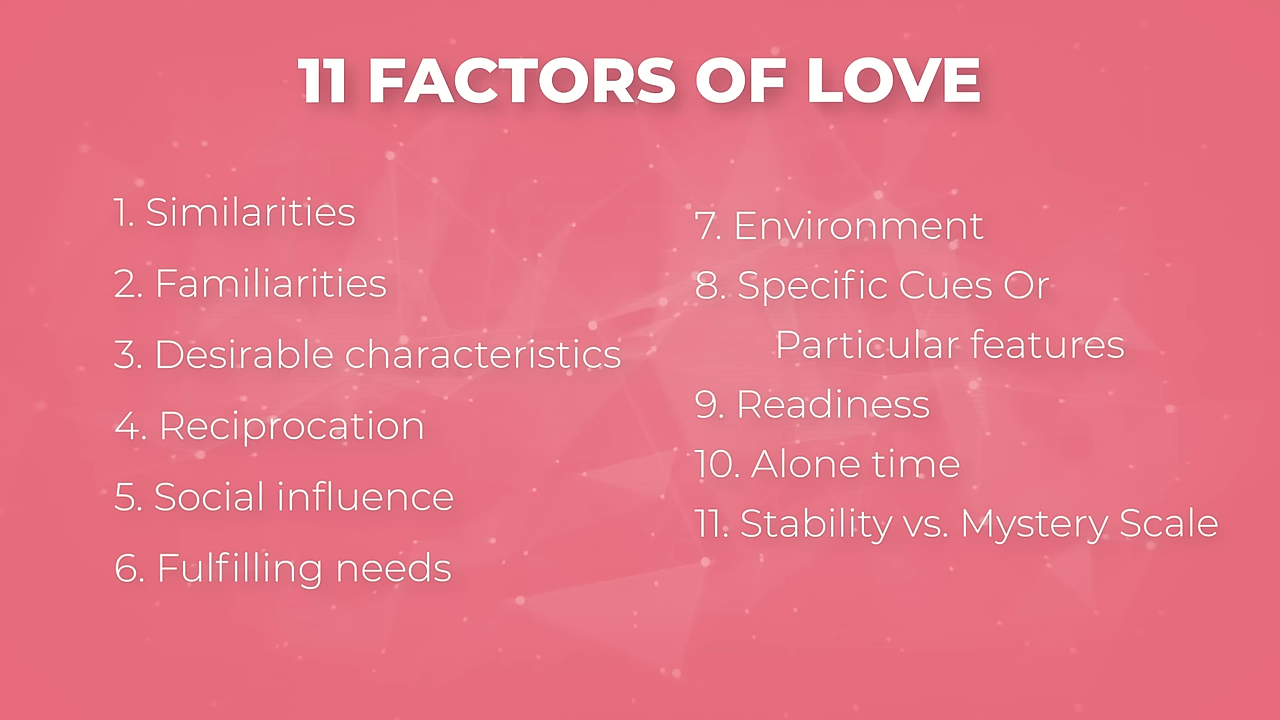 11 FACTORS OF LOVE
1. Similarities
2. Familiarities
3. Desirable characteristics
4. Reciprocation
5. Social influence
6. Fulfilling needs
7. Environment
8. Specific Cues Or
Particular features
9. Readiness
10. Alone time
11. Stability vs. Mystery Scale